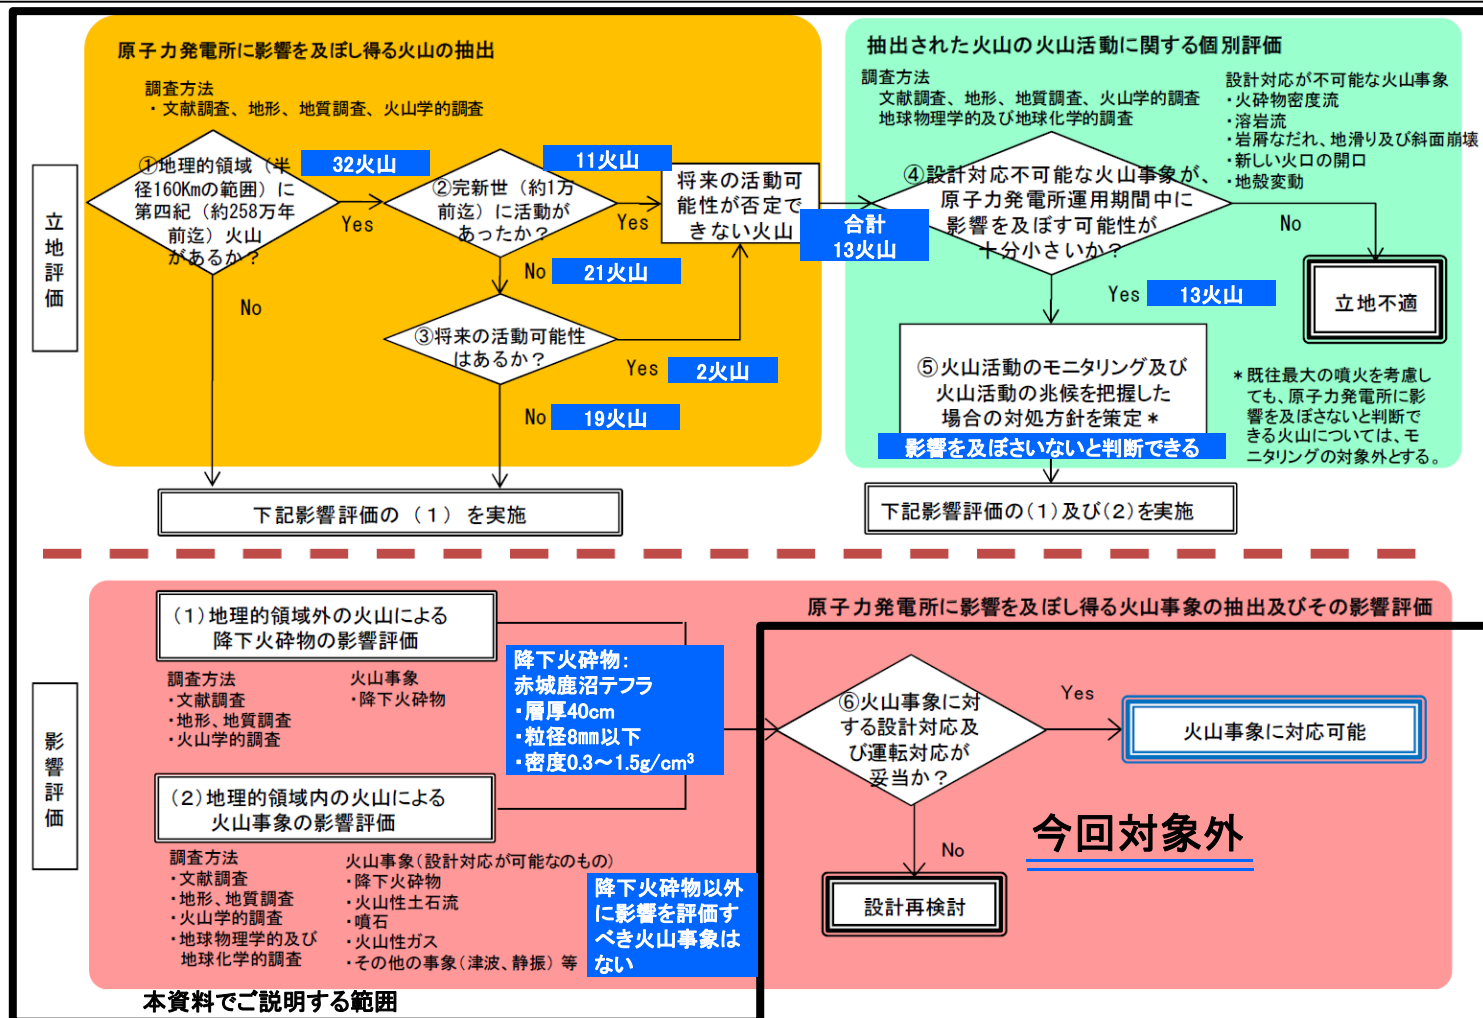 原子力発電所に影響を及ぼし得る火山の抽出
調査方法
・文献調査、地形、地質調査、火山学的調査
立地評価
①地理的領域（半
径160Kmの範囲）に
第四紀（約258万年
前迄）火山
があるか？
32火山
Yes
No
②完新世（約1万
前迄）に活動が
あったか？
11火山
Yes
No
21火山
将来の活動可
能性が否定で
きない火山
③将来の活動可能性
はあるか？
Yes
2火山
No
19火山
合計
13火山
下記影響評価の（1）を実施
抽出された火山の火山活動に関する個別評価
調査方法
文献調査、地形、地質調査、火山学的調査
地球物理学的及び地球化学的調査
設計対応が不可能な火山事象
・火砕物密度流
・溶岩流
・岩屑なだれ、地滑り及び斜面崩壊
・新しい火口の開口
・地殻変動
④設計対応不可能な火山事象が、
原子力発電所運用期間中に
影響を及ぼす可能性が
十分小さいか？
No
立地不適
Yes
13火山
⑤火山活動のモニタリング及び
火山活動の兆候を把握した
場合の対処方針を策定＊
影響を及ぼさいないと判断できる
＊既往最大の噴火を考慮し
ても、原子力発電所に影
響を及ぼさないと判断で
きる火山については、モ
ニタリングの対象外とする。
下記影響評価の(1)及び(2)を実施
影響評価
原子力発電所に影響を及ぼし得る火山事象の抽出及びその影響評価
(1)地理的領域外の火山による
降下火砕物の影響評価
調査方法
・文献調査
・地形、地質調査
・火山学的調査
火山事象
・降下火砕物
降下火砕物：
赤城鹿沼テフラ
・層厚40cm
・粒径8mm以下
・密度0.3～1.5g/cm³
(2)地理的領域内の火山による
火山事象の影響評価
調査方法
・文献調査
・地形、地質調査
・火山学的調査
・地球物理学的及び
地球化学的調査
火山事象(設計対応が可能なのもの)
・降下火砕物
・火山性土石流
・噴石
・火山性ガス
・その他の事象(津波、静振)等
降下火砕物以外
に影響を評価す
べき火山事象は
ない
⑥火山事象に対
する設計対応及
び運転対応が
妥当か？
Yes
火山事象に対応可能
No
設計再検討
今回対象外
本資料でご説明する範囲